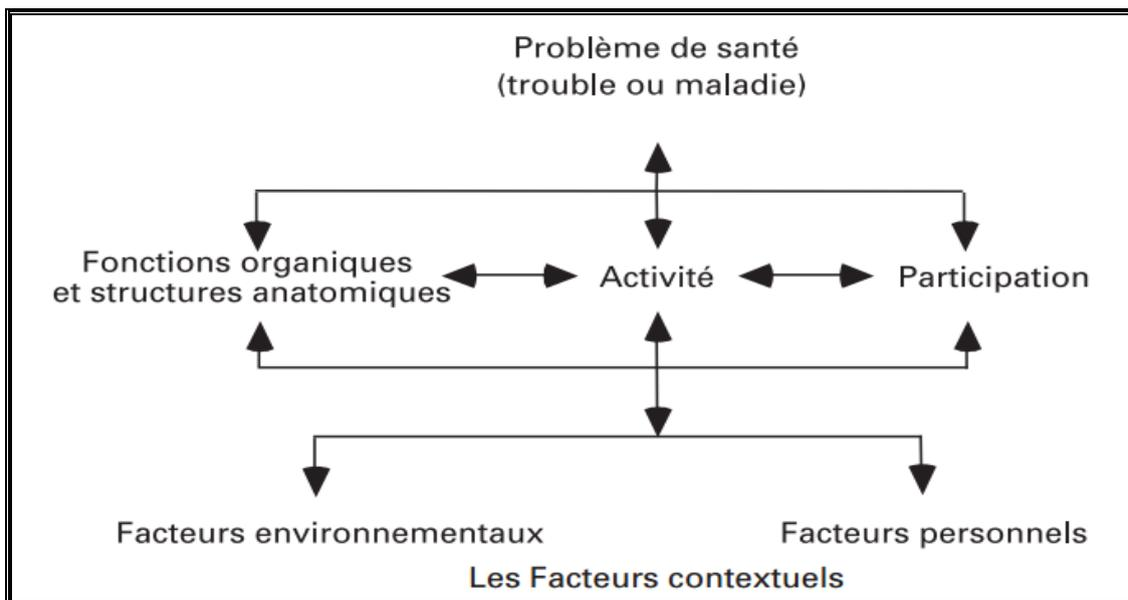 Problème de santé
(trouble ou maladie)
Fonctions organiques
et structures anatomiques
Activité
Participation
Facteurs environnementaux
Facteurs personnels
Les Facteurs contextuels